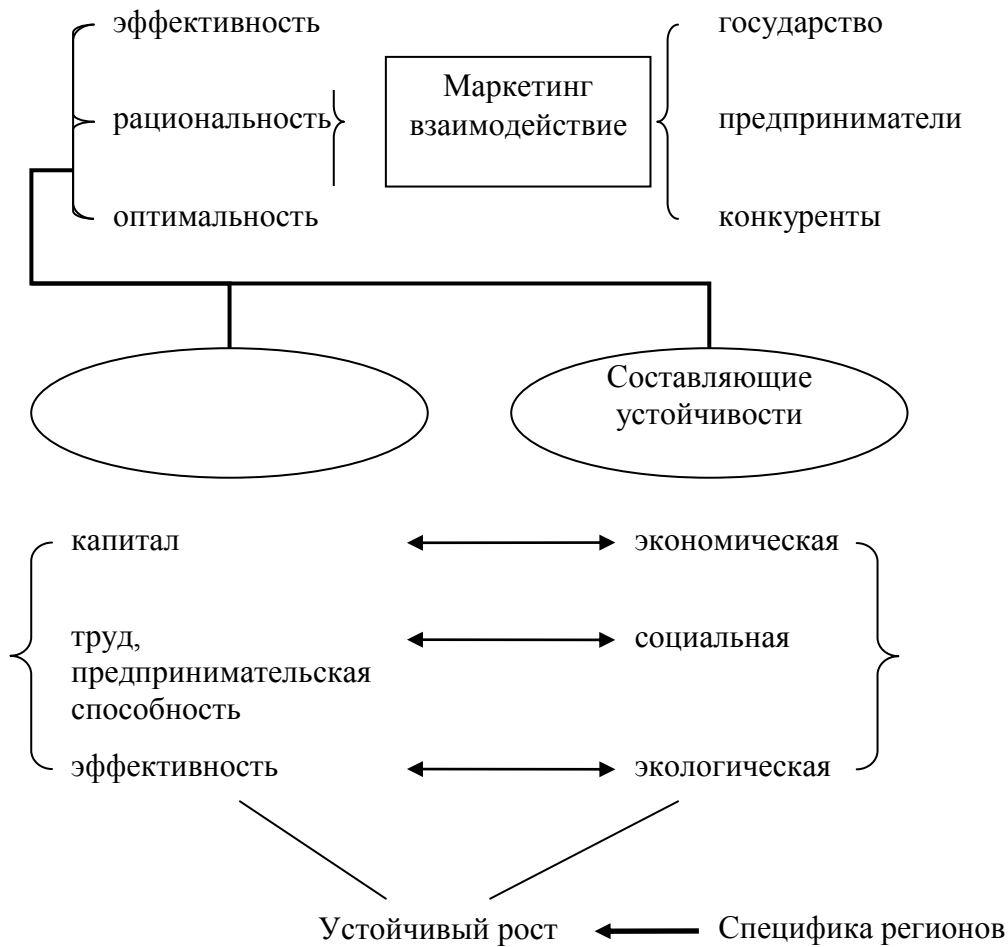 эффективность
государство
Маркетинг
взаимодействие
рациональность
предприниматели
оптимальность
конкуренты
Составляющие
устойчивости
капитал
экономическая
труд,
предпринимательская
способность
социальная
эффективность
экологическая
Устойчивый рост
Специфика регионов